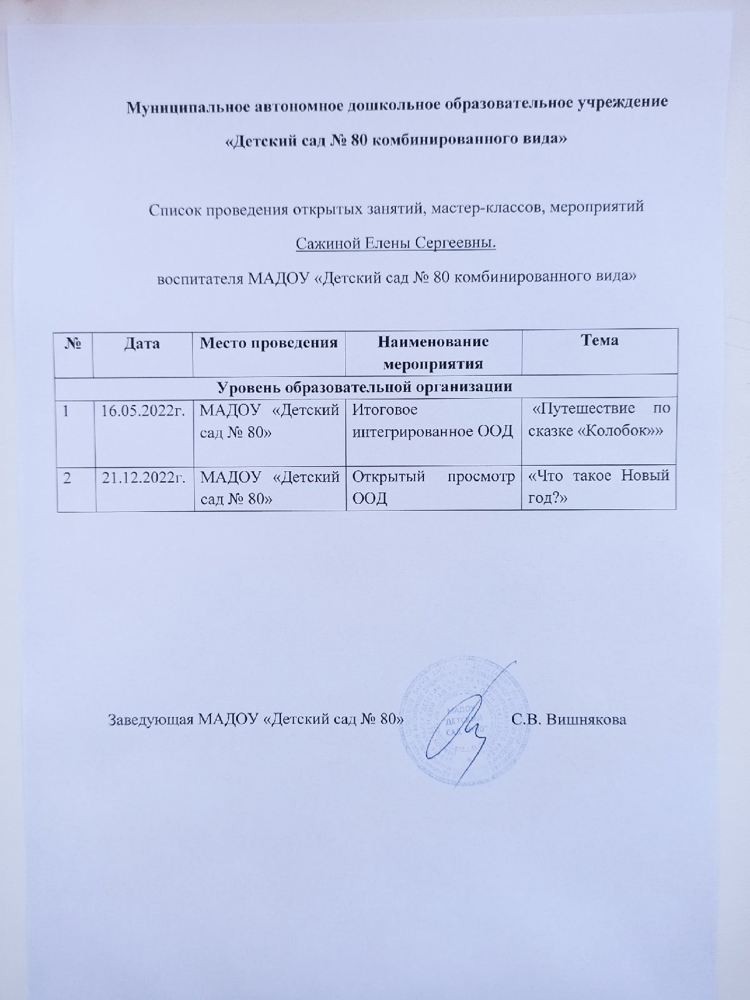 Муниципальное автономное дошкольное образовательное учреждение
«Детский сад № 80 комбинированного вида»
Список проведения открытых занятий, мастер-классов, мероприятий
Сажиной Елены Сергеевны.
воспитателя МАДОУ «Детский сад № 80 комбинированного вида»
№ Дата Место проведения Наименование мероприятия Тема
Уровень образовательной организации
1 16.05.2022г. МАДОУ «Детский сад № 80» Итоговое интегрированное ООД «Путешествие по сказке «Колобок»»
2 21.12.2022г. МАДОУ «Детский сад № 80» Открытый просмотр ООД «Что такое Новый год?»
Заведующая МАДОУ «Детский сад № 80» С.В. Вишнякова
МАДОУ
ДЕТСКИЙ
САД